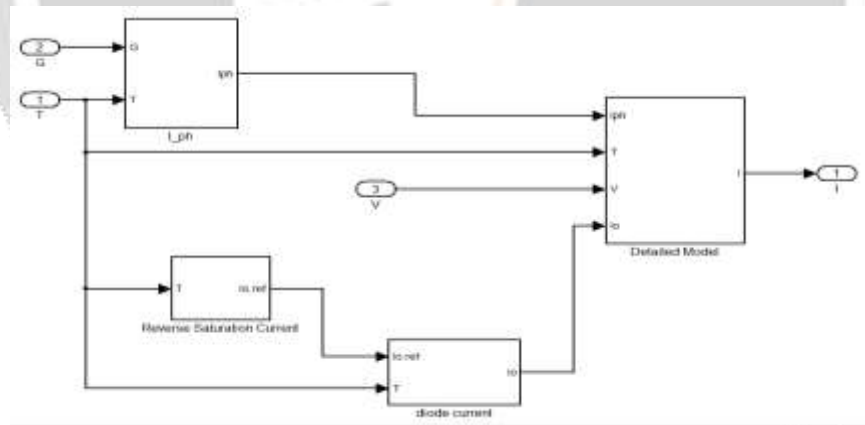 2
G
G
Iph
1
T
T
I_ph
Iph
T
3
V
V
Io
I
1
I
Detailed Model
T
Io.ref
Reverse Saturation Current
Io.ref
T
Io
diode current